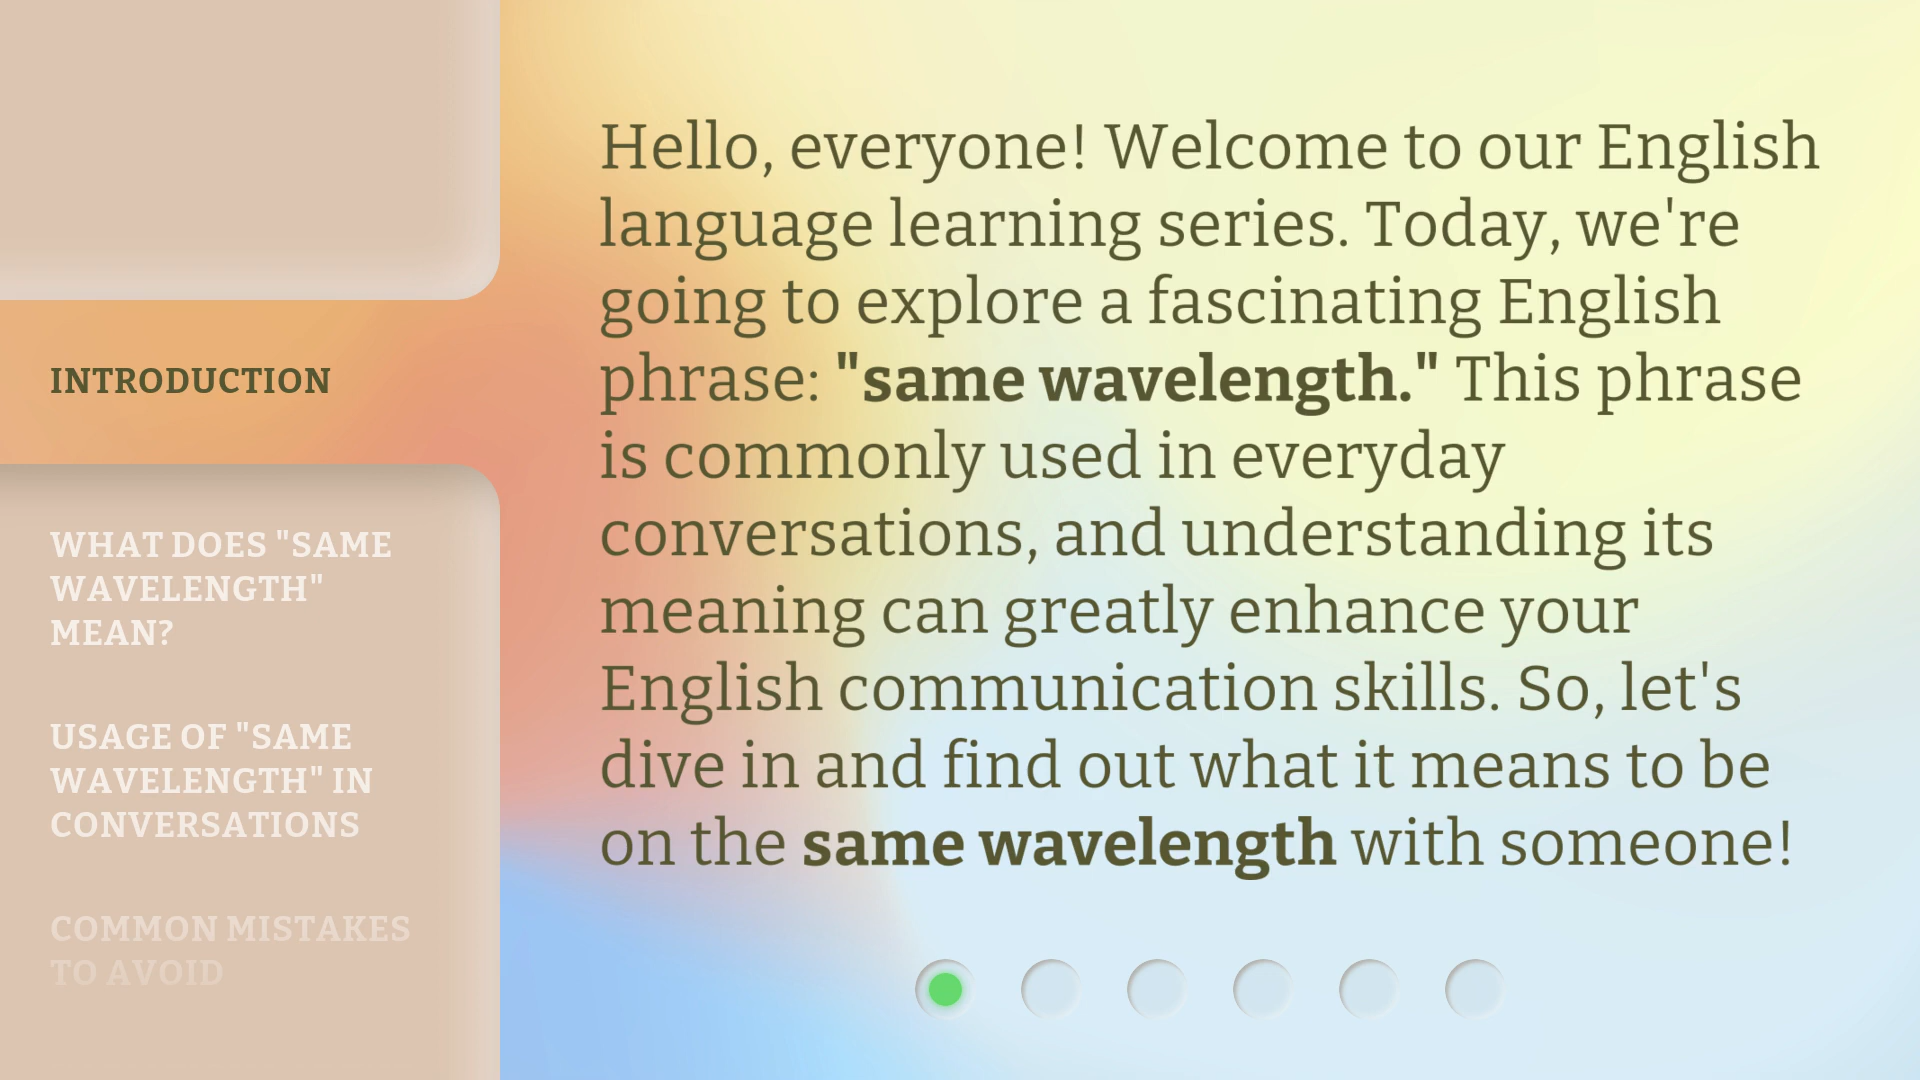 INTRODUCTION
WHAT DOES "SAME
WAVELENGTH"
MEAN?
USAGE OF "SAME
WAVELENGTH" IN
CONVERSATIONS
COMMON MISTAKES
TO AVOID
Hello, everyone! Welcome to our English
language learning series. Today, we're
going to explore a fascinating English
phrase: "same wavelength." This phrase
is commonly used in everyday
conversations, and understanding its
meaning can greatly enhance your
English communication skills. So, let's
dive in and find out what it means to be
on the same wavelength with someone!